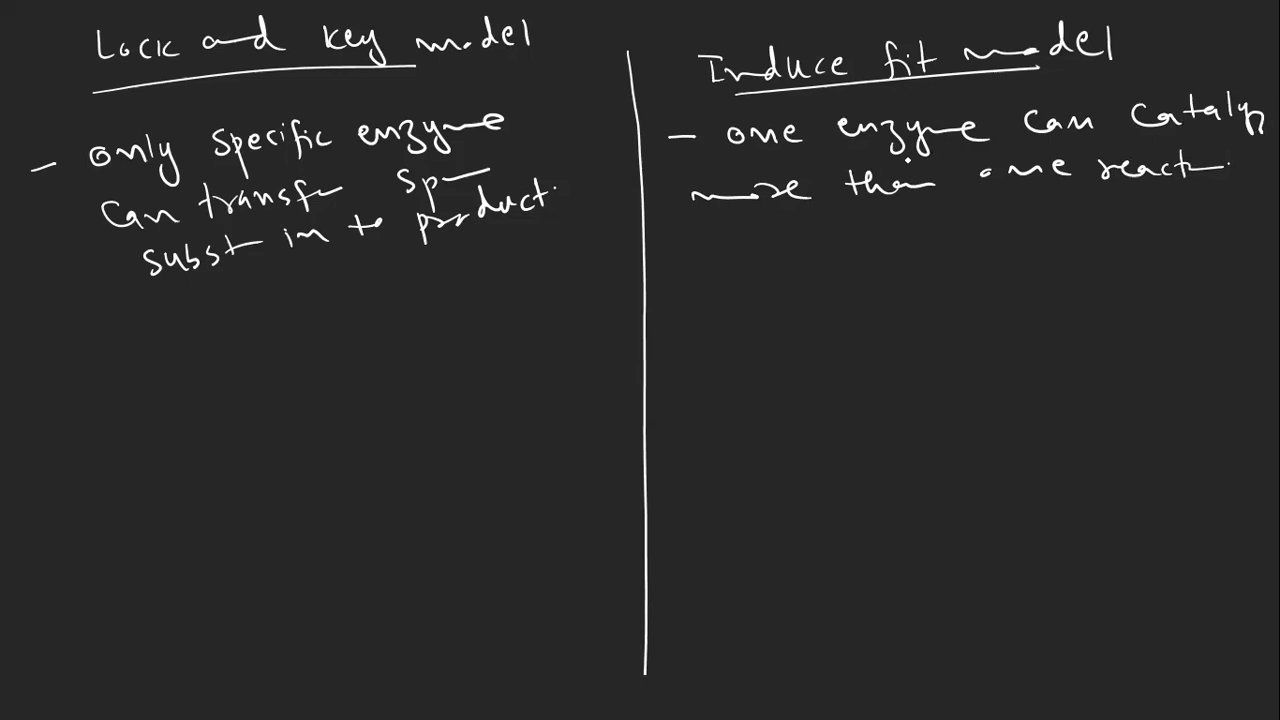 Lock and key model
- only specific enzyme
can transfr sp
subst in to product.
Induce fit model
- one enzyme can cataly
more than one react